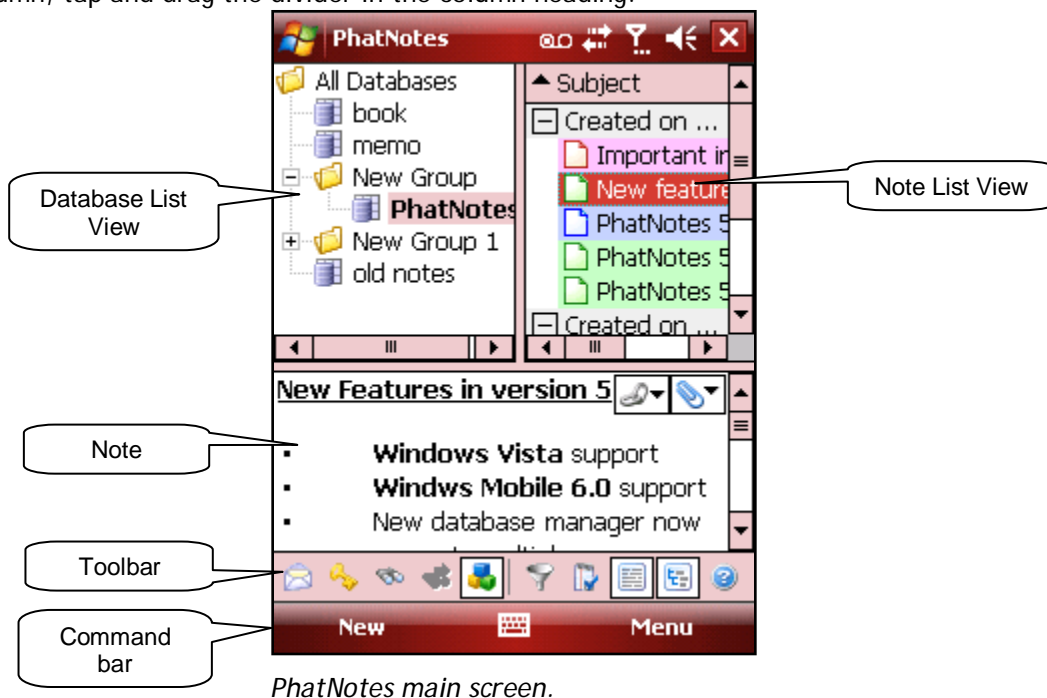 umn, tap and drag the divider in the column heading.
PhatNotes
All Databases
book
memo
New Group
PhatNotes
New Group 1
old notes
Subject
Created on ...
Important in
New feature
PhatNotes 5
PhatNotes 5
PhatNotes 5
Created on ...
Database List
View
Note List View
New Features in version 5
Note
▪ Windows Vista support
▪ Windws Mobile 6.0 support
▪ New database manager now
Toolbar
New
Menu
Command
bar
PhatNotes main screen.